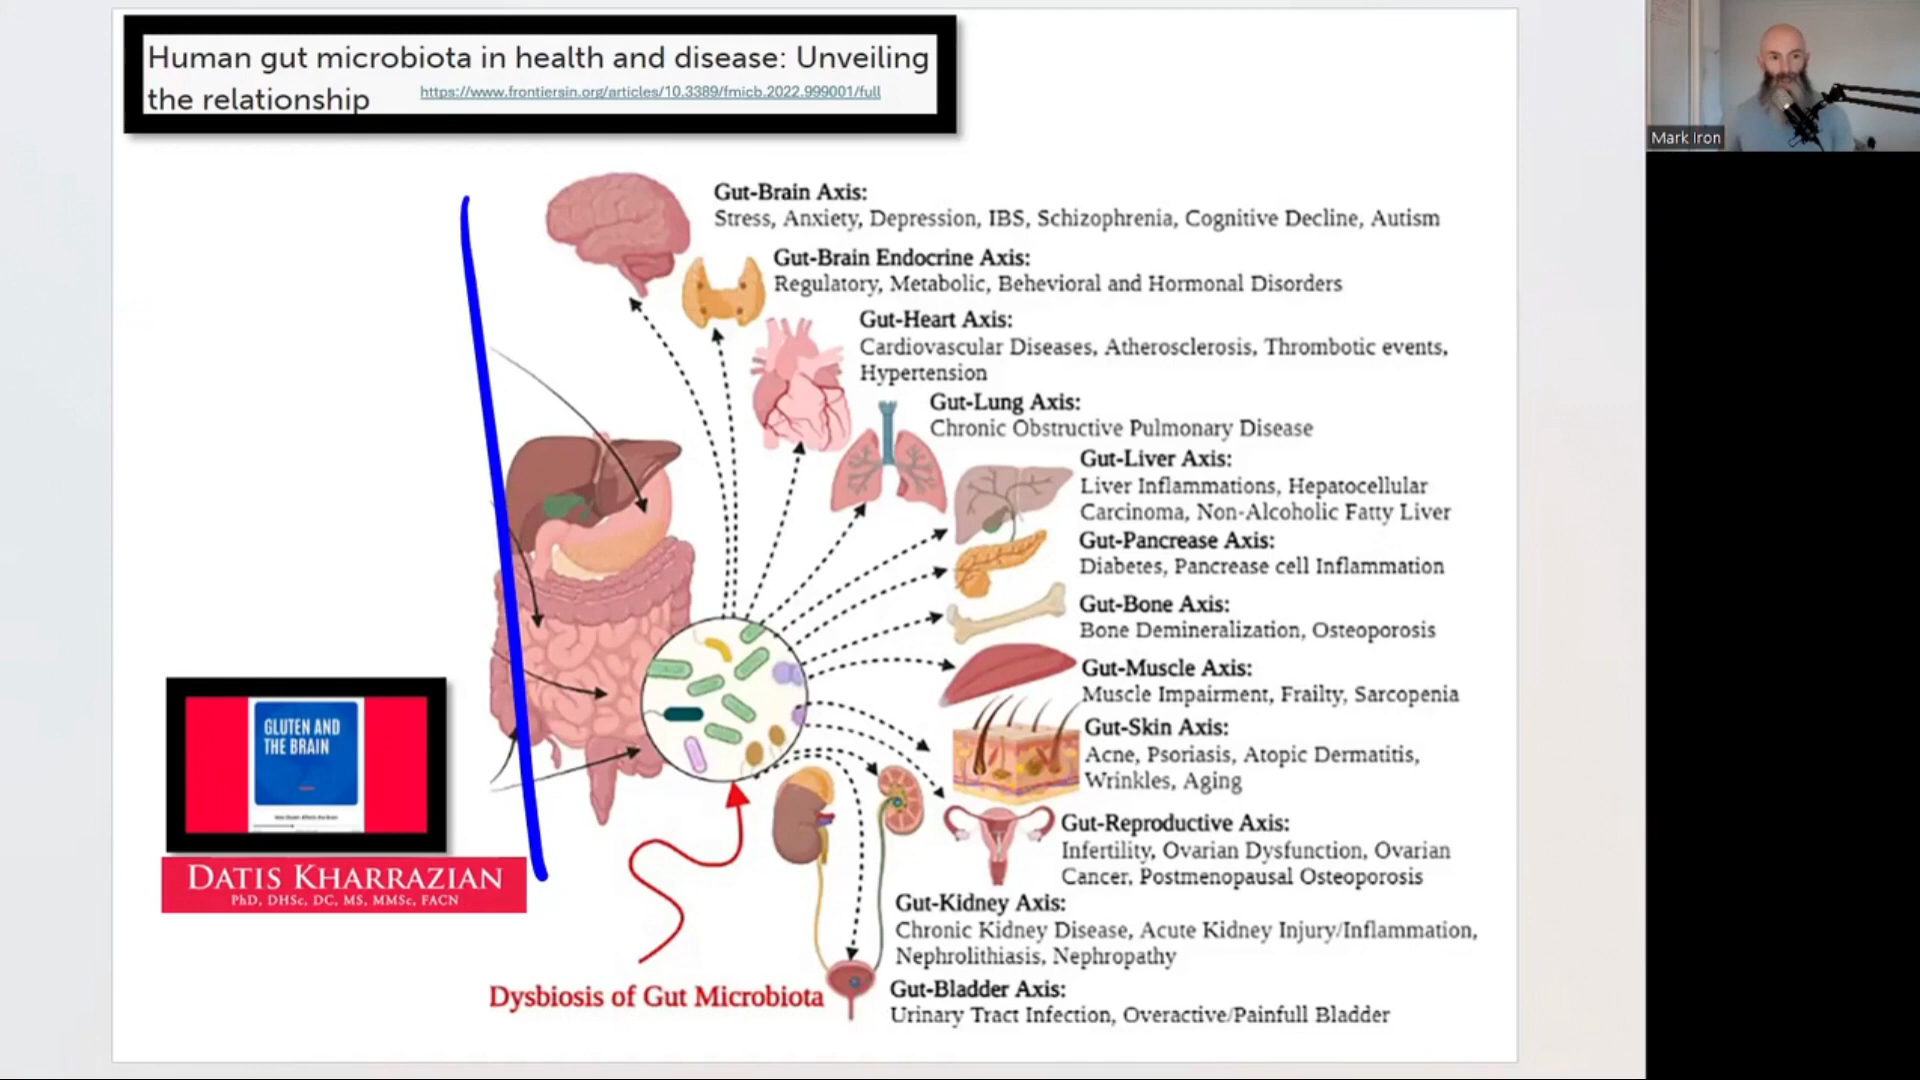 Human gut microbiota in health and disease: Unveiling
the relationship
https://www.frontiersin.org/articles/10.3389/fmicb.2022.999001/full
Mark Iron
Gut-Brain Axis:
Stress, Anxiety, Depression, IBS, Schizophrenia, Cognitive Decline, Autism
Gut-Brain Endocrine Axis:
Regulatory, Metabolic, Behevioral and Hormonal Disorders
Gut-Heart Axis:
Cardiovascular Diseases, Atherosclerosis, Thrombotic events,
Hypertension
Gut-Lung Axis:
Chronic Obstructive Pulmonary Disease
Gut-Liver Axis:
Liver Inflammations, Hepatocellular
Carcinoma, Non-Alcoholic Fatty Liver
Gut-Pancrease Axis:
Diabetes, Pancrease cell Inflammation
Gut-Bone Axis:
Bone Demineralization, Osteoporosis
Gut-Muscle Axis:
Muscle Impairment, Frailty, Sarcopenia
Gut-Skin Axis:
Acne, Psoriasis, Atopic Dermatitis,
Wrinkles, Aging
Gut-Reproductive Axis:
Infertility, Ovarian Dysfunction, Ovarian
Cancer, Postmenopausal Osteoporosis
Gut-Kidney Axis:
Chronic Kidney Disease, Acute Kidney Injury/Inflammation,
Nephrolithiasis, Nephropathy
Gut-Bladder Axis:
Urinary Tract Infection, Overactive/Painfull Bladder
Dysbiosis of Gut Microbiota
GLUTEN AND
THE BRAIN
DATIS KHARRAZIAN
PhD, DHSc, DC, MS, MMSc, FACN